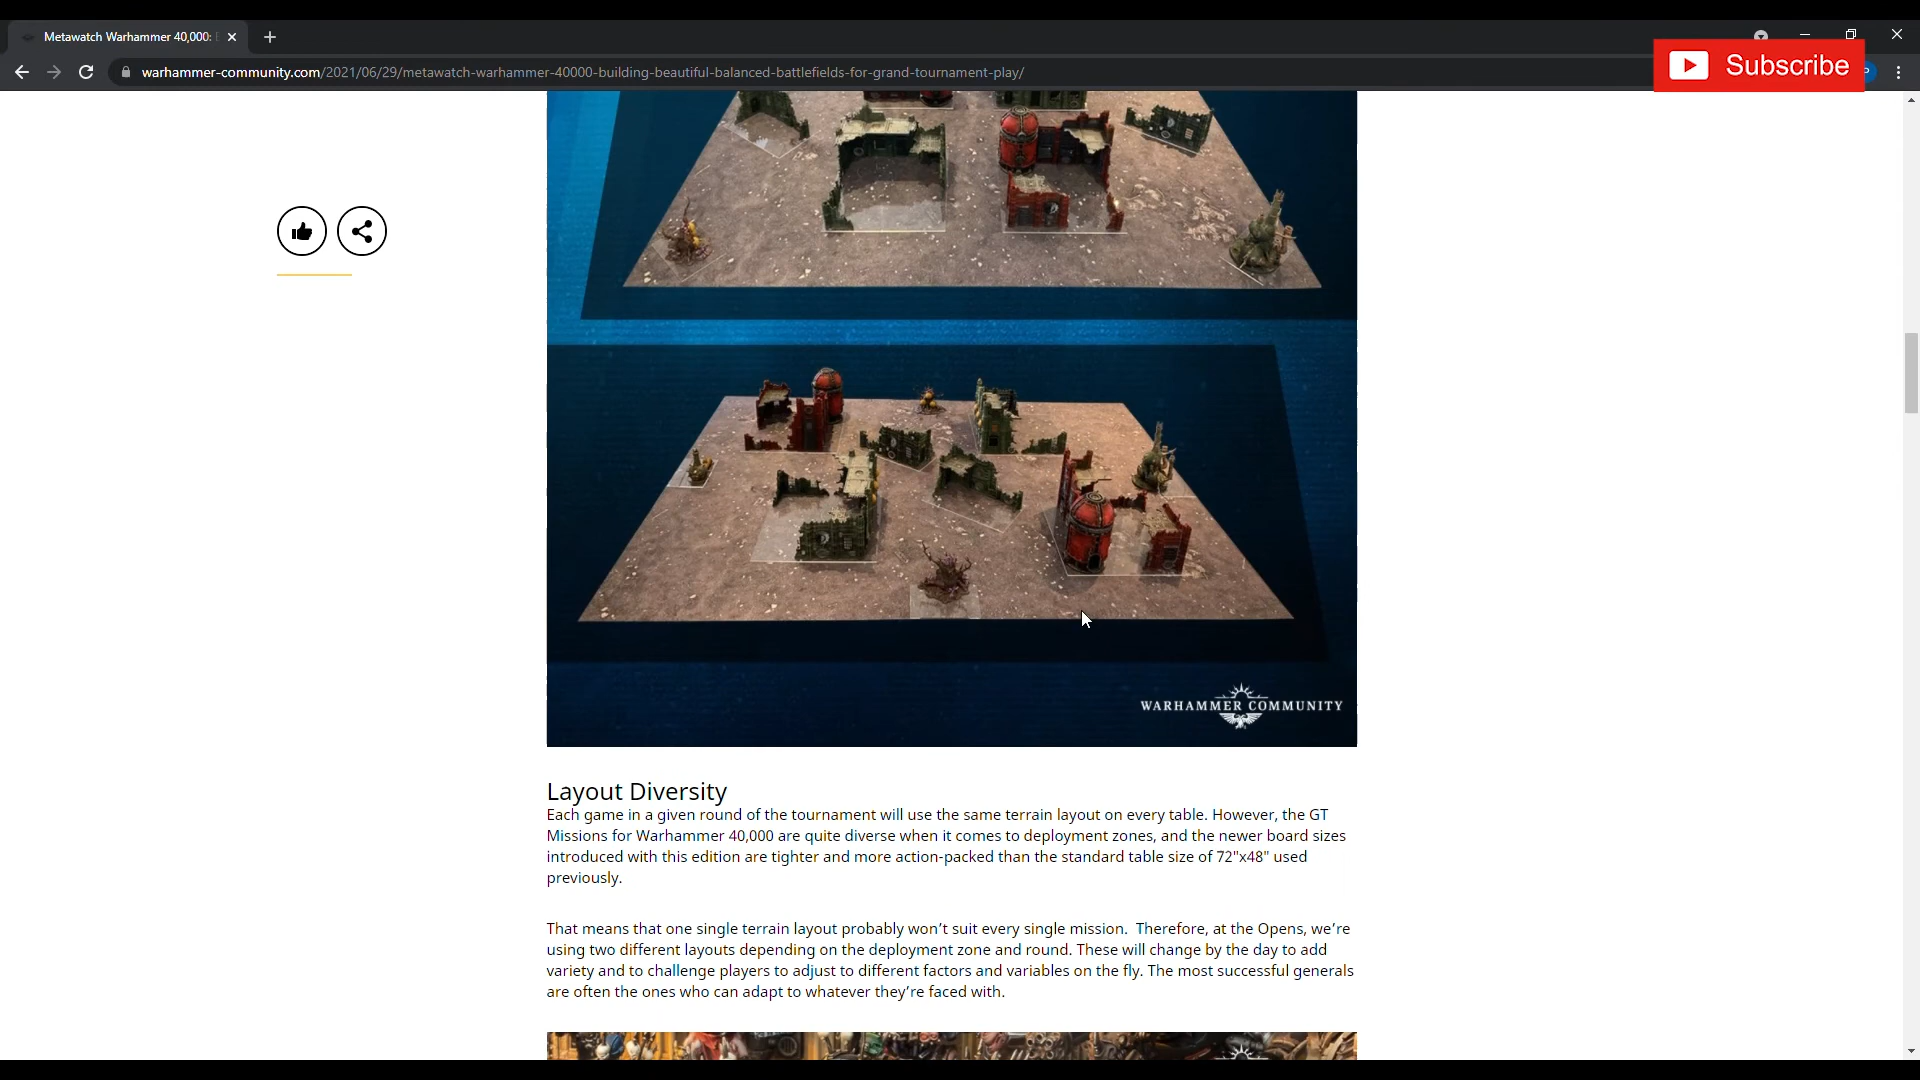 Metawatch Warhammer 40,000:
warhammer-community.com/2021/06/29/metawatch-warhammer-40000-building-beautiful-balanced-battlefields-for-grand-tournament-play/
Subscribe
WARHAMMER COMMUNITY
Layout Diversity
Each game in a given round of the tournament will use the same terrain layout on every table. However, the GT
Missions for Warhammer 40,000 are quite diverse when it comes to deployment zones, and the newer board sizes
introduced with this edition are tighter and more action-packed than the standard table size of 72"x48" used
previously.
That means that one single terrain layout probably won’t suit every single mission.  Therefore, at the Opens, we’re
using two different layouts depending on the deployment zone and round. These will change by the day to add
variety and to challenge players to adjust to different factors and variables on the fly. The most successful generals
are often the ones who can adapt to whatever they’re faced with.